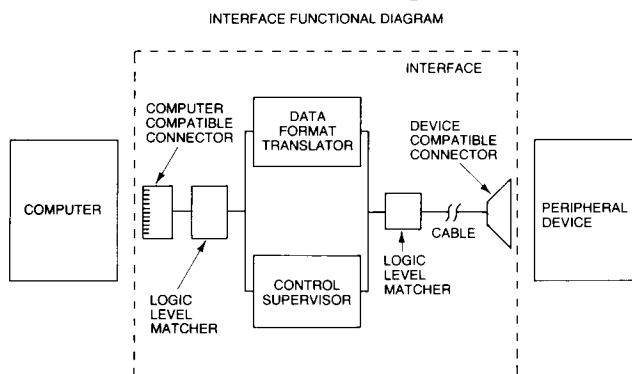 INTERFACE FUNCTIONAL DIAGRAM
INTERFACE
COMPUTER
COMPATIBLE
CONNECTOR
DATA
FORMAT
TRANSLATOR
DEVICE
COMPATIBLE
CONNECTOR
COMPUTER
PERIPHERAL
DEVICE
CABLE
LOGIC
LEVEL
MATCHER
CONTROL
SUPERVISOR
LOGIC
LEVEL
MATCHER